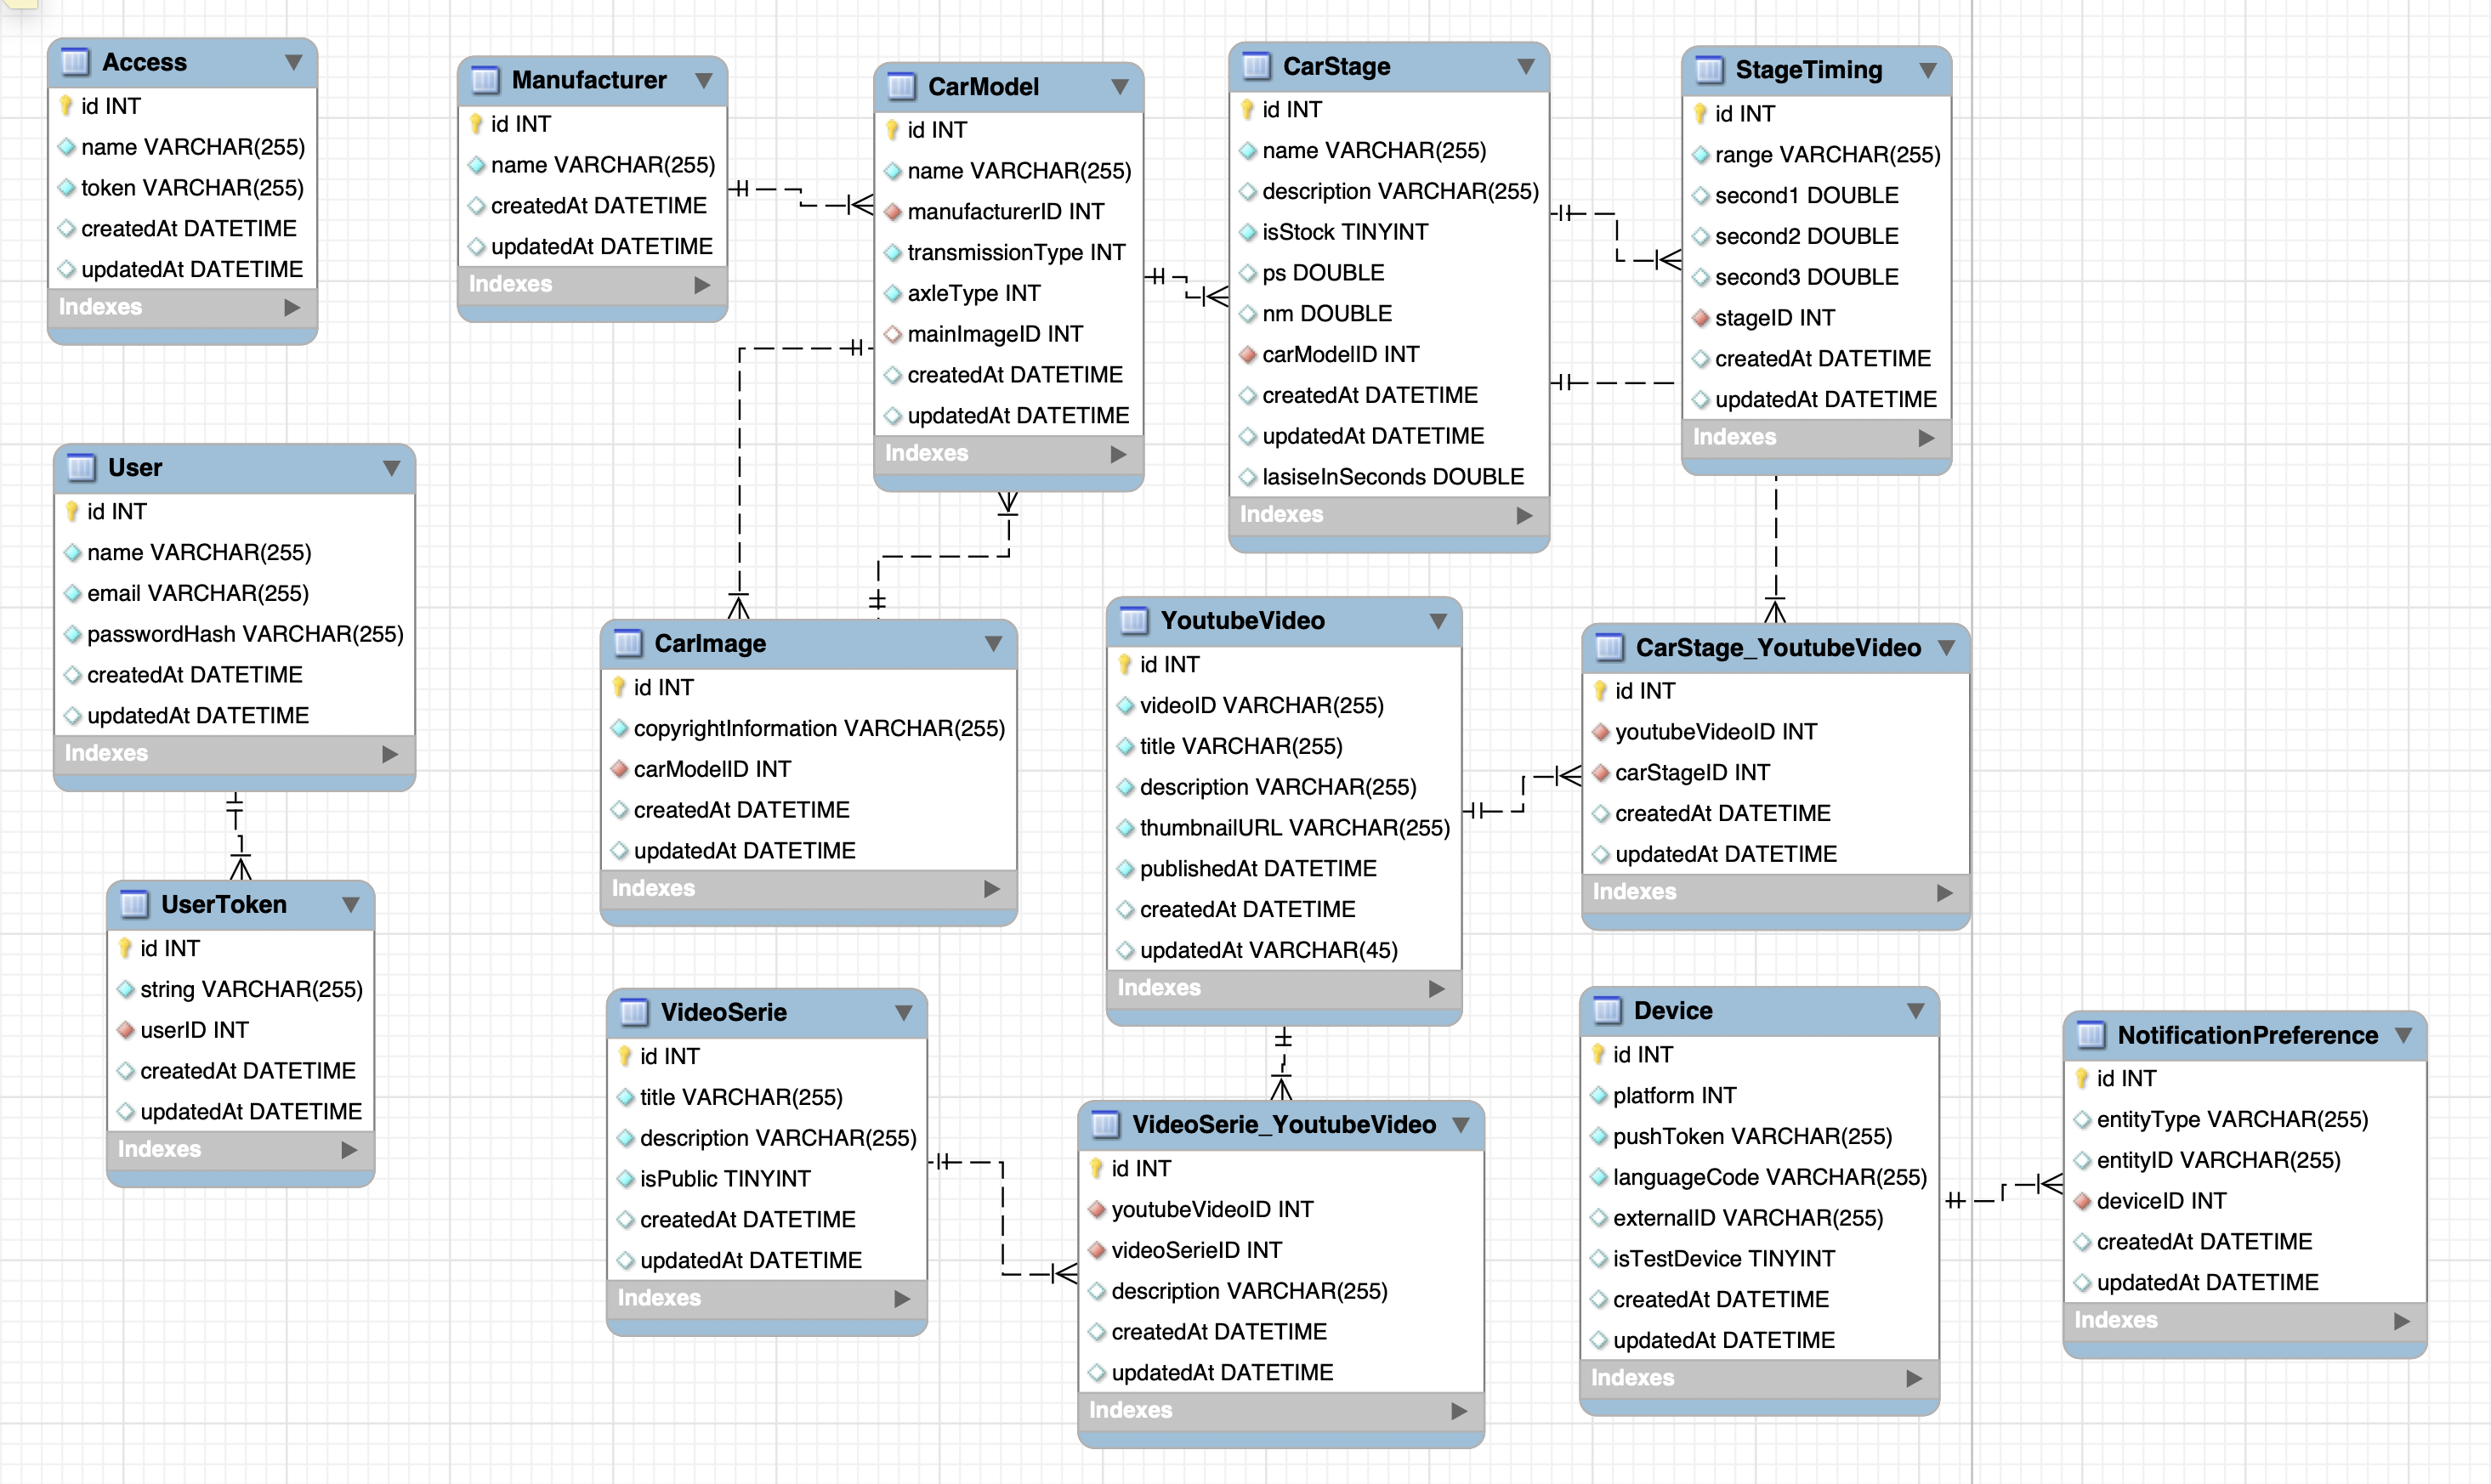 Access
id INT
name VARCHAR(255)
token VARCHAR(255)
createdAt DATETIME
updatedAt DATETIME
Indexes
Manufacturer
id INT
name VARCHAR(255)
createdAt DATETIME
updatedAt DATETIME
Indexes
CarModel
id INT
name VARCHAR(255)
manufacturerID INT
transmissionType INT
axleType INT
mainImageID INT
createdAt DATETIME
updatedAt DATETIME
Indexes
CarStage
id INT
name VARCHAR(255)
description VARCHAR(255)
isStock TINYINT
ps DOUBLE
nm DOUBLE
carModelID INT
createdAt DATETIME
updatedAt DATETIME
lasiseInSeconds DOUBLE
Indexes
StageTiming
id INT
range VARCHAR(255)
second1 DOUBLE
second2 DOUBLE
second3 DOUBLE
stageID INT
createdAt DATETIME
updatedAt DATETIME
Indexes
User
id INT
name VARCHAR(255)
email VARCHAR(255)
passwordHash VARCHAR(255)
createdAt DATETIME
updatedAt DATETIME
Indexes
CarImage
id INT
copyrightInformation VARCHAR(255)
carModelID INT
createdAt DATETIME
updatedAt DATETIME
Indexes
YoutubeVideo
id INT
videoID VARCHAR(255)
title VARCHAR(255)
description VARCHAR(255)
thumbnailURL VARCHAR(255)
publishedAt DATETIME
createdAt DATETIME
updatedAt VARCHAR(45)
Indexes
CarStage_YoutubeVideo
id INT
youtubeVideoID INT
carStageID INT
createdAt DATETIME
updatedAt DATETIME
Indexes
UserToken
id INT
string VARCHAR(255)
userID INT
createdAt DATETIME
updatedAt DATETIME
Indexes
VideoSerie
id INT
title VARCHAR(255)
description VARCHAR(255)
isPublic TINYINT
createdAt DATETIME
updatedAt DATETIME
Indexes
VideoSerie_YoutubeVideo
id INT
youtubeVideoID INT
videoSerieID INT
description VARCHAR(255)
createdAt DATETIME
updatedAt DATETIME
Indexes
Device
id INT
platform INT
pushToken VARCHAR(255)
languageCode VARCHAR(255)
externalID VARCHAR(255)
isTestDevice TINYINT
createdAt DATETIME
updatedAt DATETIME
Indexes
NotificationPreference
id INT
entityType VARCHAR(255)
entityID VARCHAR(255)
deviceID INT
createdAt DATETIME
updatedAt DATETIME
Indexes